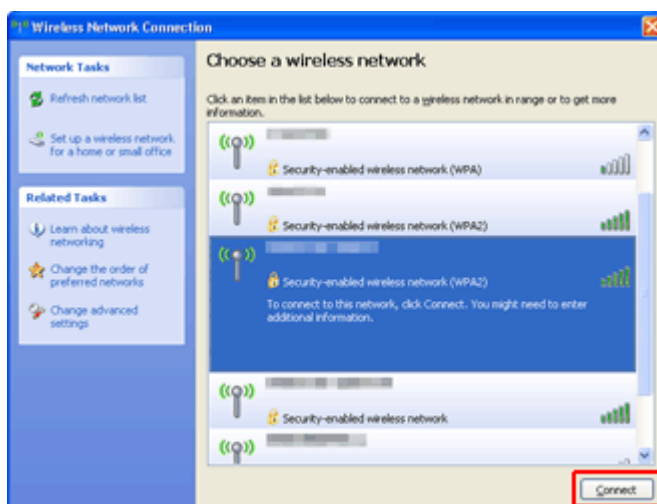 Wireless Network Connection
Network Tasks
Refresh network list
Set up a wireless network
for a home or small office
Related Tasks
Learn about wireless
networking
Change the order of
preferred networks
Change advanced
settings
Choose a wireless network
Click an item in the list below to connect to a wireless network in range or to get more
information.
Security-enabled wireless network (WPA)
Security-enabled wireless network (WPA2)
Security-enabled wireless network (WPA2)
To connect to this network, click Connect. You might need to enter
additional information.
Security-enabled wireless network
Connect